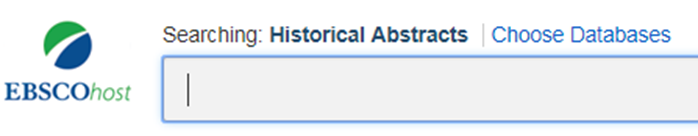 Searching: Historical Abstracts | Choose Databases
EBSCOhost